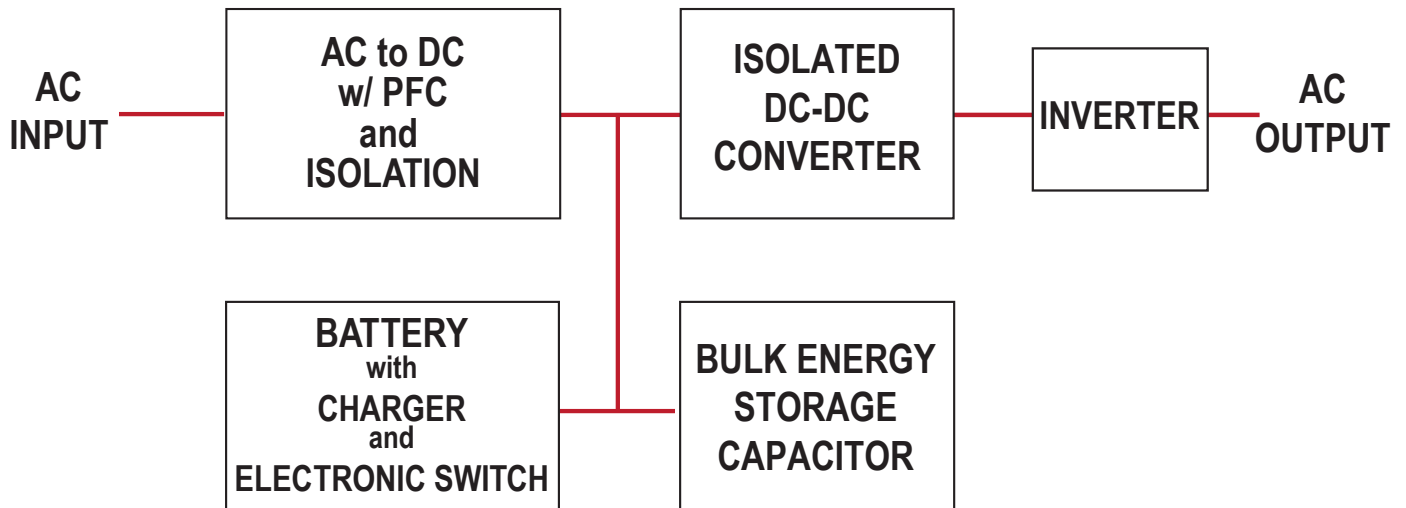 AC
INPUT
AC to DC
w/ PFC
and
ISOLATION
ISOLATED
DC-DC
CONVERTER
INVERTER
AC
OUTPUT
BATTERY
with
CHARGER
and
ELECTRONIC SWITCH
BULK ENERGY
STORAGE
CAPACITOR